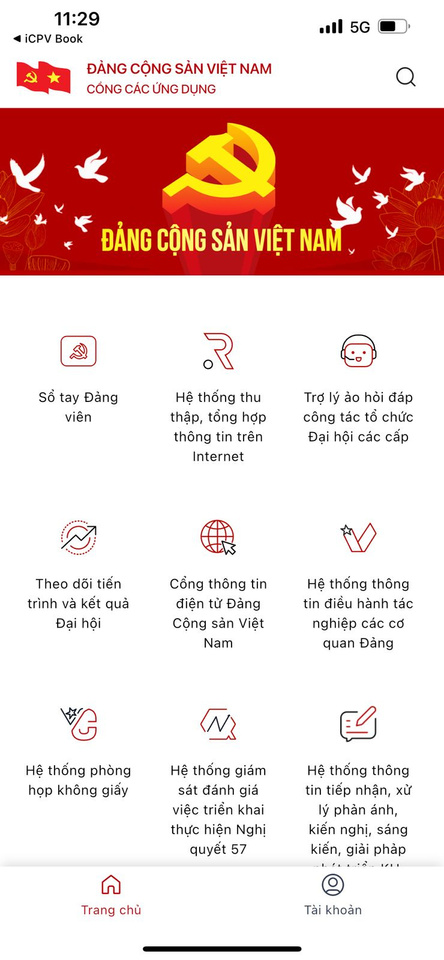 11:29
5G
◀ iCPV Book
ĐẢNG CỘNG SẢN VIỆT NAM
CỔNG CÁC ỨNG DỤNG
ĐẢNG CỘNG SẢN VIỆT NAM
Sổ tay Đảng
viên
Hệ thống thu
thập, tổng hợp
thông tin trên
Internet
Trợ lý ảo hỏi đáp
công tác tổ chức
Đại hội các cấp
Theo dõi tiến
trình và kết quả
Đại hội
Cổng thông tin
điện tử Đảng
Cộng sản Việt
Nam
Hệ thống thông
tin điều hành tác
nghiệp các cơ
quan Đảng
Hệ thống phòng
họp không giấy
Hệ thống giám
sát đánh giá
việc triển khai
thực hiện Nghị
quyết 57
Hệ thống thông
tin tiếp nhận, xử
lý phản ánh,
kiến nghị, sáng
kiến, giải pháp
phát triển KH
Trang chủ
Tài khoản